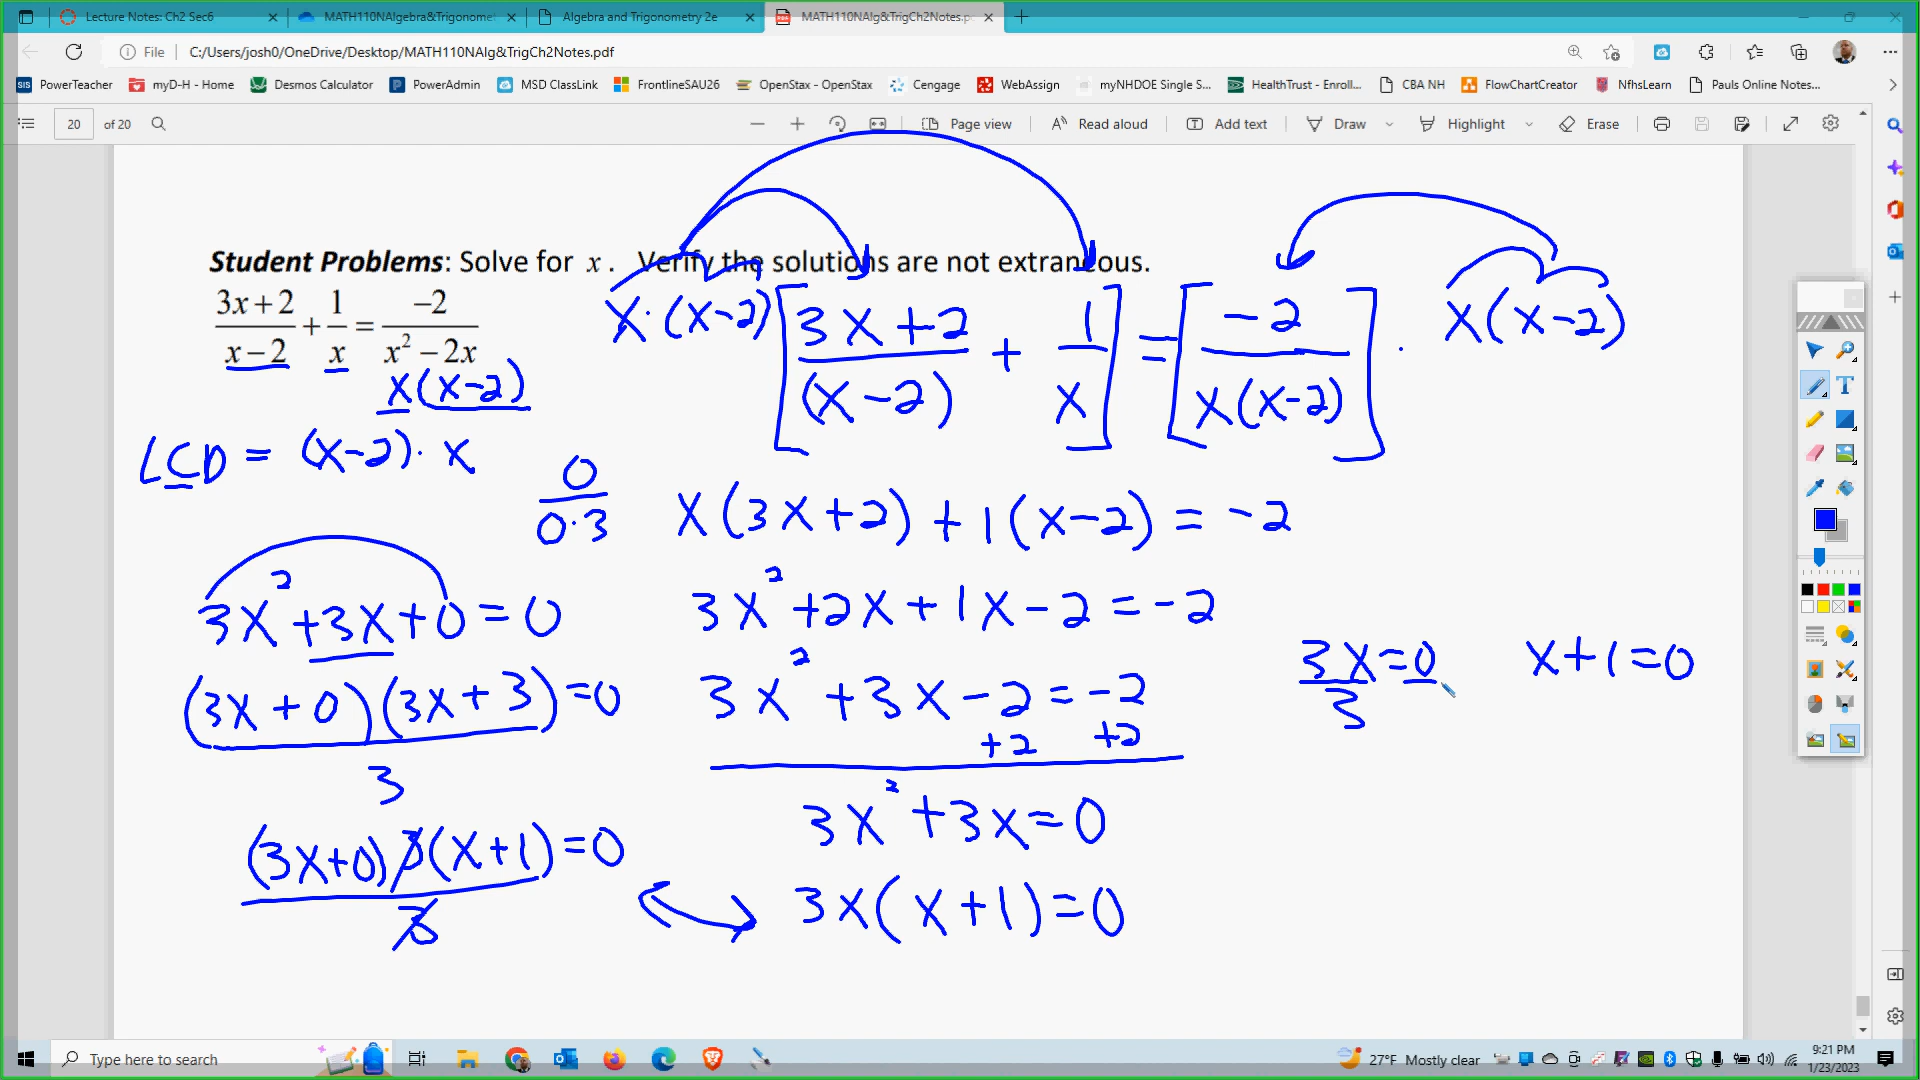 Lecture Notes: Ch2 Sec6
MATH110NAlgebra&Trigonomet
Algebra and Trigonometry 2e
MATH110NAlg&TrigCh2Notes.p
File | C:/Users/josh0/OneDrive/Desktop/MATH110NAlg&TrigCh2Notes.pdf
PowerTeacher myD-H - Home Desmos Calculator PowerAdmin MSD ClassLink FrontlineSAU26 OpenStax - OpenStax Cengage WebAssign myNHDOE Single S... HealthTrust - Enroll... CBA NH FlowChartCreator NfhsLearn Pauls Online Notes...
20 of 20 Page view Read aloud Add text Draw Highlight Erase
Student Problems: Solve for x. Verify the solutions are not extraneous.
(3x+2)/(x−2) + 1/x = −2/(x²−2x)
x·(x−2)[(3x+2)/(x−2) + 1/x] = [−2/(x(x−2))] · x(x−2)
x(x−2)
LCD = (x−2)·x
0/(0·3)
x(3x+2)+1(x−2)=−2
3x²+3x+0=0
3x²+2x+1x−2=−2
(3x+0)(3x+3)=0
3
3x²+3x−2=−2
+2 +2
3x=0
3
x+1=0
(3x+0)3(x+1)=0
3
3x²+3x=0
3x(x+1)=0
Type here to search
27°F Mostly clear
9:21 PM
1/23/2023